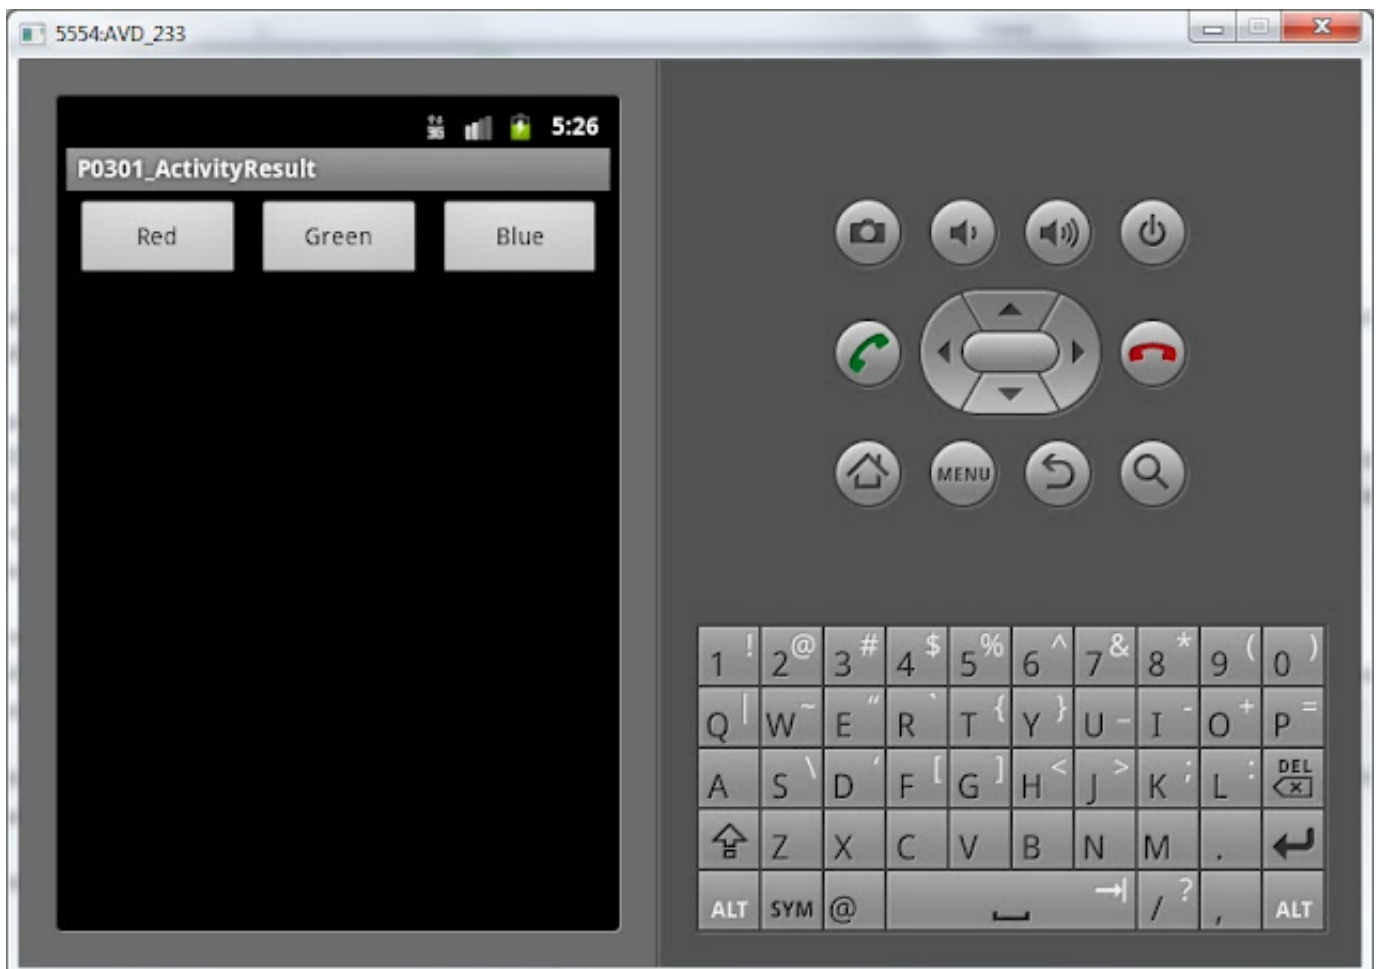 5554:AVD_233
3G 5:26
P0301_ActivityResult
Red Green Blue
MENU
1 ! 2 @ 3 # 4 $ 5 % 6 ^ 7 & 8 * 9 ( 0 )
Q | W ~ E " R ` T { Y } U _ I - O + P =
A S \ D ' F [ G ] H < J > K ; L : DEL
Z X C V B N M .
ALT SYM @ / ? , ALT